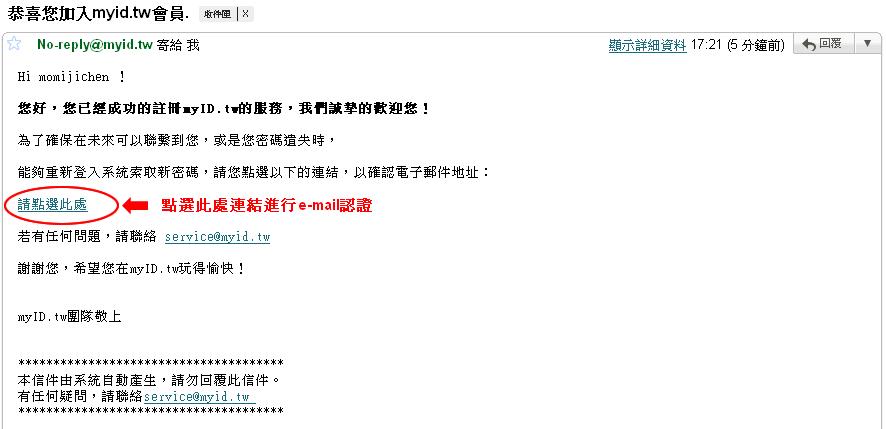 恭喜您加入myid.tw會員. 收件匣 X
No-reply@myid.tw 寄給 我 顯示詳細資料 17:21 (5 分鐘前) 回覆
Hi momijichen !
您好，您已經成功的註冊myID.tw的服務，我們誠摯的歡迎您！
為了確保在未來可以聯繫到您，或是您密碼遺失時，
能夠重新登入系統索取新密碼，請您點選以下的連結，以確認電子郵件地址：
請點選此處 點選此處連結進行e-mail認證
若有任何問題，請聯絡 service@myid.tw
謝謝您，希望您在myID.tw玩得愉快！
myID.tw團隊敬上
**************************************
本信件由系統自動產生，請勿回覆此信件。
有任何疑問，請聯絡service@myid.tw
**************************************